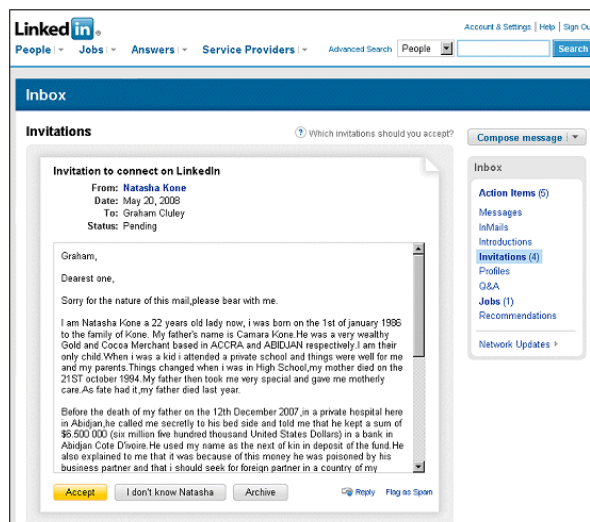 LinkedIn®
Account & Settings | Help | Sign Ou
People Jobs Answers Service Providers Advanced Search People Search
Inbox
Invitations
? Which invitations should you accept?
Compose message
Invitation to connect on LinkedIn
From: Natasha Kone
Date: May 20, 2008
To: Graham Cluley
Status: Pending
Graham,
Dearest one,
Sorry for the nature of this mail,please bear with me.
I am Natasha Kone a 22 years old lady now, i was born on the 1st of january 1986
to the family of Kone. My father's name is Camara Kone.He was a very wealthy
Gold and Cocoa Merchant based in ACCRA and ABIDJAN respectively.I am their
only child.When i was a kid i attended a private school and things were well for me
and my parents.Things changed when i was in High School,my mother died on the
21ST october 1994.My father then took me very special and gave me motherly
care.As fate had it,my father died last year.
Before the death of my father on the 12th December 2007,in a private hospital here
in Abidjan,he called me secretly to his bed side and told me that he kept a sum of
$6.500 000 (six million five hundred thousand United States Dollars) in a bank in
Abidjan Cote D'ivoire.He used my name as the next of kin in deposit of the fund.He
also explained to me that it was because of this money he was poisoned by his
business partner and that i should seek for foreign partner in a country of my
Accept I don't know Natasha Archive Reply Flag as Spam
Inbox
Action Items (5)
Messages
InMails
Introductions
Invitations (4)
Profiles
Q&A
Jobs (1)
Recommendations
Network Updates